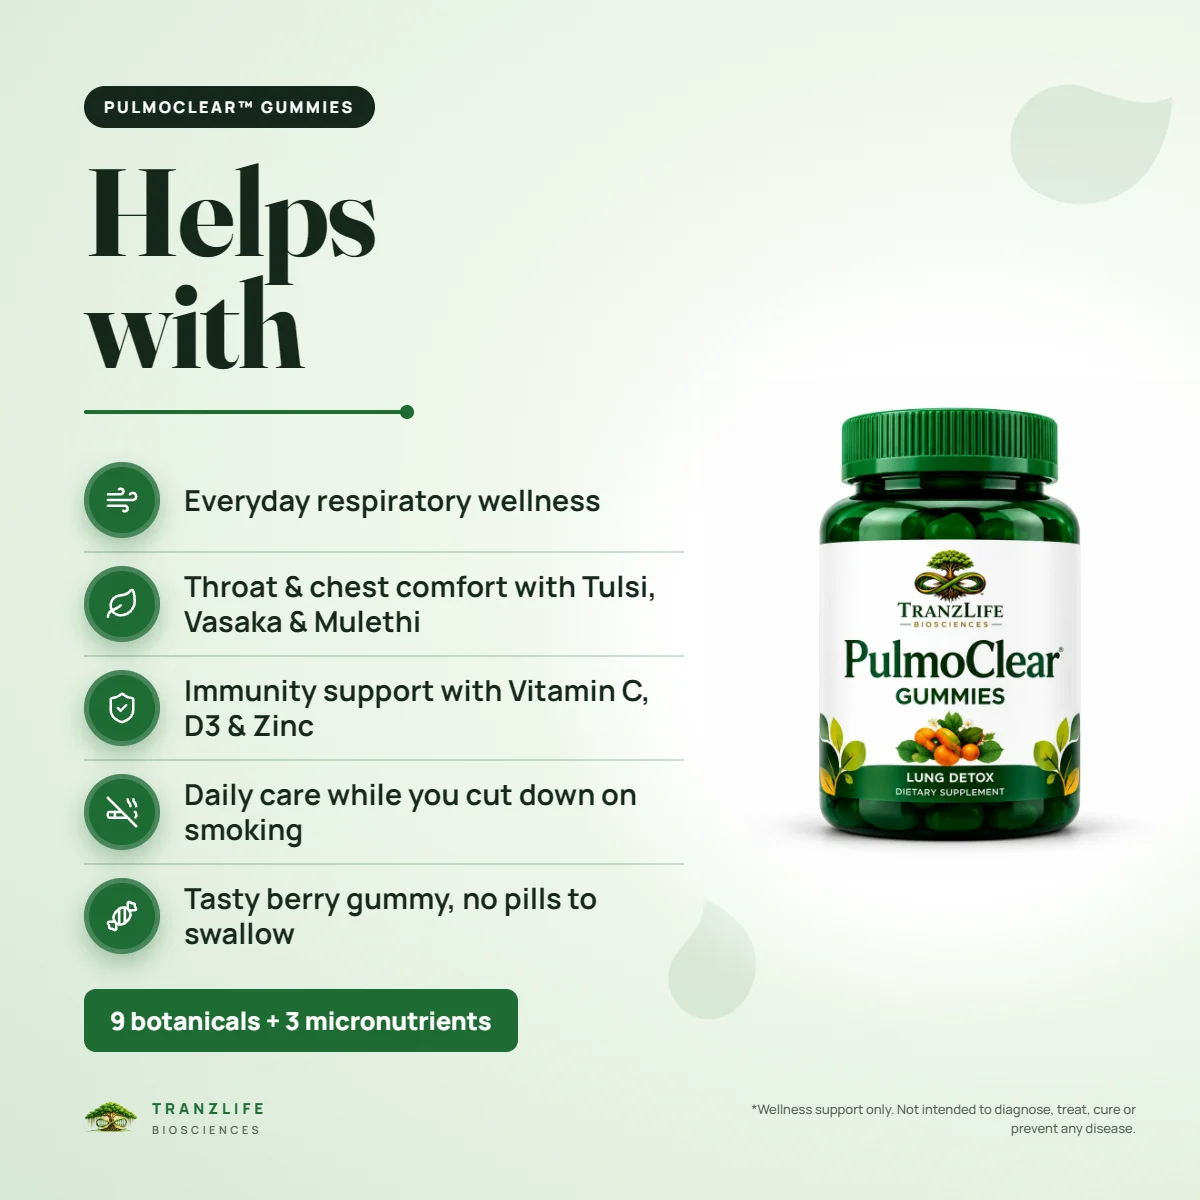 PULMOCLEAR™ GUMMIES
Helps
with
Everyday respiratory wellness
Throat & chest comfort with Tulsi,
Vasaka & Mulethi
Immunity support with Vitamin C,
D3 & Zinc
Daily care while you cut down on
smoking
Tasty berry gummy, no pills to
swallow
9 botanicals + 3 micronutrients
TRANZLIFE
BIOSCIENCES
PulmoClear®
GUMMIES
LUNG DETOX
DIETARY SUPPLEMENT
TRANZLIFE
BIOSCIENCES
*Wellness support only. Not intended to diagnose, treat, cure or
prevent any disease.